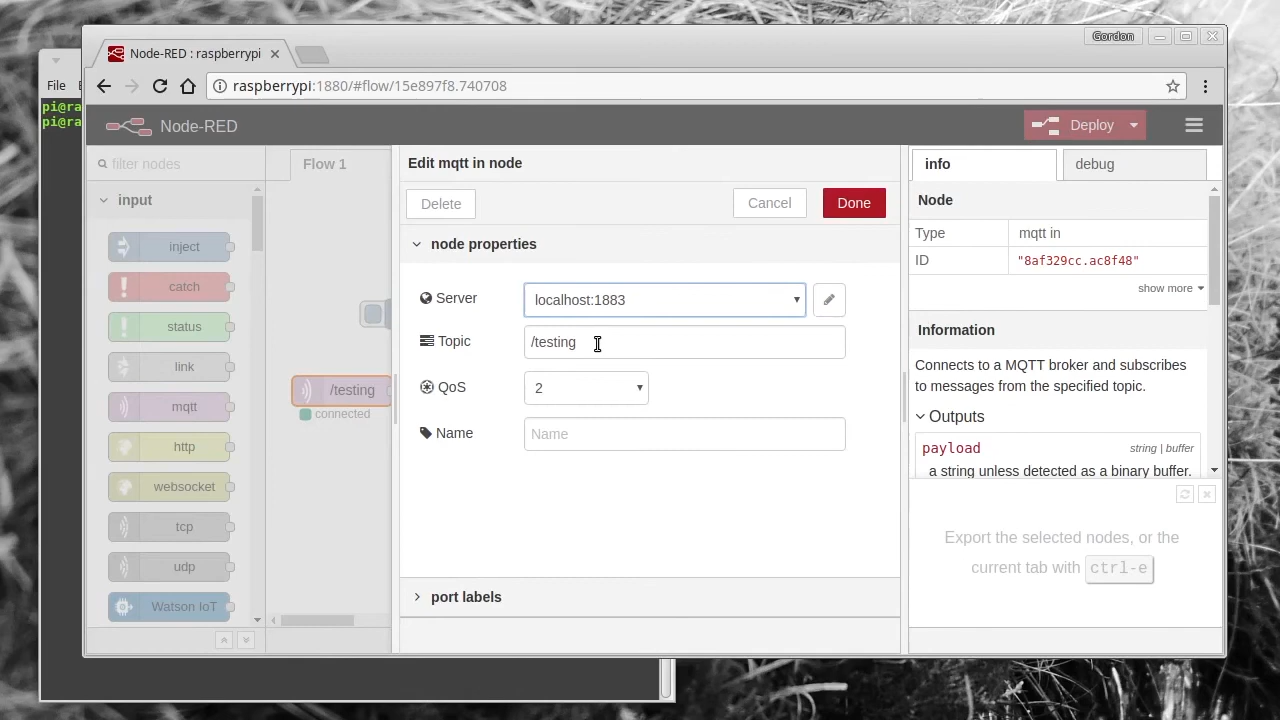 Gordon
Node-RED : raspberrypi
File
raspberrypi:1880/#flow/15e897f8.740708
pi@ra
pi@ra
Node-RED
Deploy
filter nodes
Flow 1
Edit mqtt in node
info
debug
Delete
Cancel
Done
input
Node
node properties
Type
mqtt in
inject
ID
"8af329cc.ac8f48"
catch
Server
localhost:1883
show more
status
Topic
/testing
Information
link
Connects to a MQTT broker and subscribes
to messages from the specified topic.
/testing
QoS
2
mqtt
connected
Outputs
Name
Name
http
payload
string | buffer
a string unless detected as a binary buffer.
websocket
tcp
Export the selected nodes, or the
current tab with ctrl-e
udp
port labels
Watson IoT